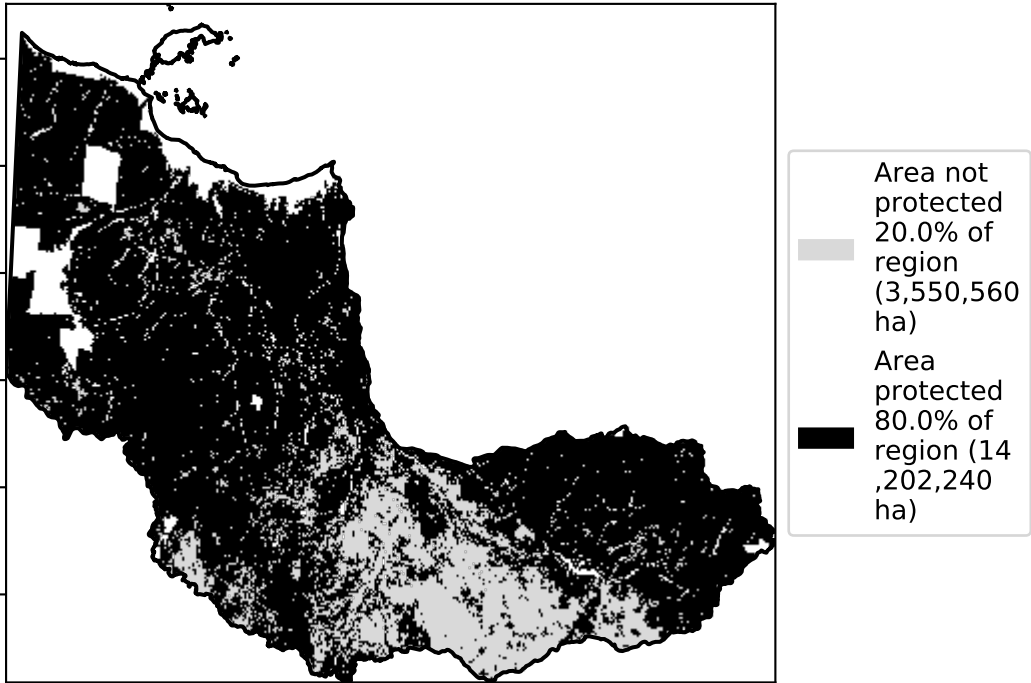 Area not
protected
20.0% of
region
(3,550,560
ha)
Area
protected
80.0% of
region (14
,202,240
ha)